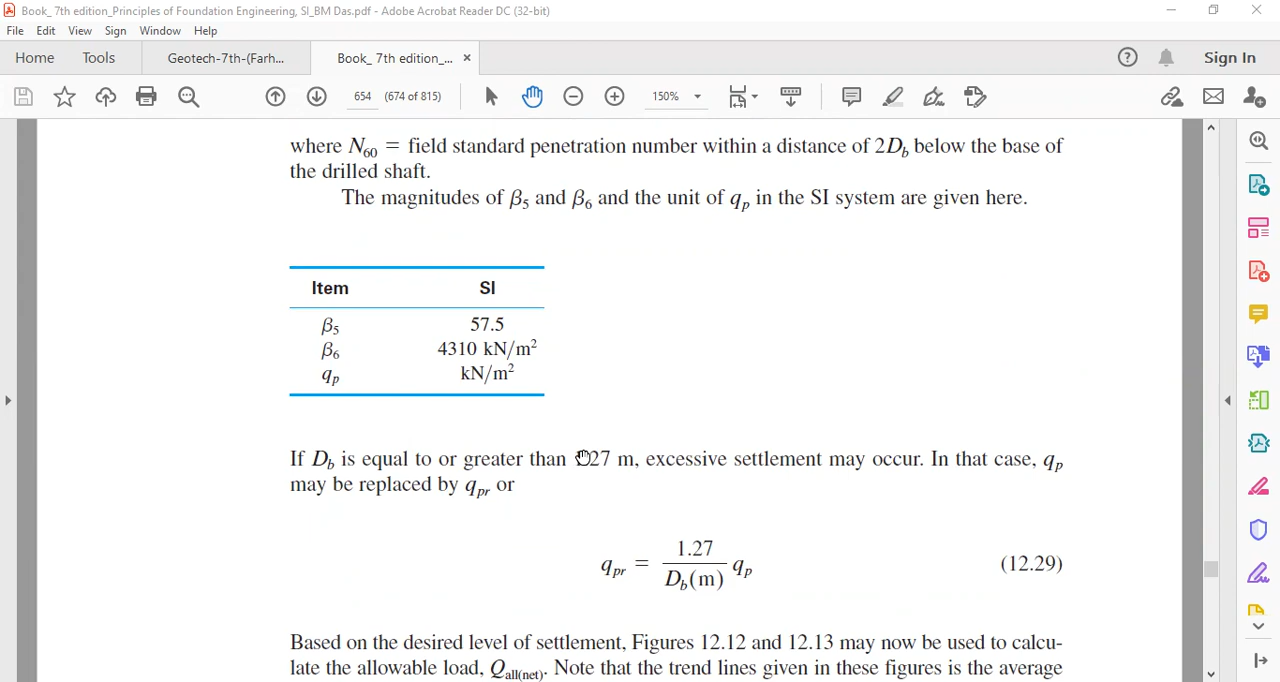 Book_ 7th edition_Principles of Foundation Engineering, SI_BM Das.pdf - Adobe Acrobat Reader DC (32-bit)
File Edit View Sign Window Help
Home Tools Geotech-7th-(Farh... Book_ 7th edition_... × Sign In
654 (674 of 815) 150%
where N₆₀ = field standard penetration number within a distance of 2D_b below the base of
the drilled shaft.
The magnitudes of β₅ and β₆ and the unit of q_p in the SI system are given here.
Item SI
β₅ 57.5
β₆ 4310 kN/m²
q_p kN/m²
If D_b is equal to or greater than 27 m, excessive settlement may occur. In that case, q_p
may be replaced by q_pr or
q_pr = 1.27 / D_b(m) q_p (12.29)
Based on the desired level of settlement, Figures 12.12 and 12.13 may now be used to calcu-
late the allowable load, Q_all(net). Note that the trend lines given in these figures is the average